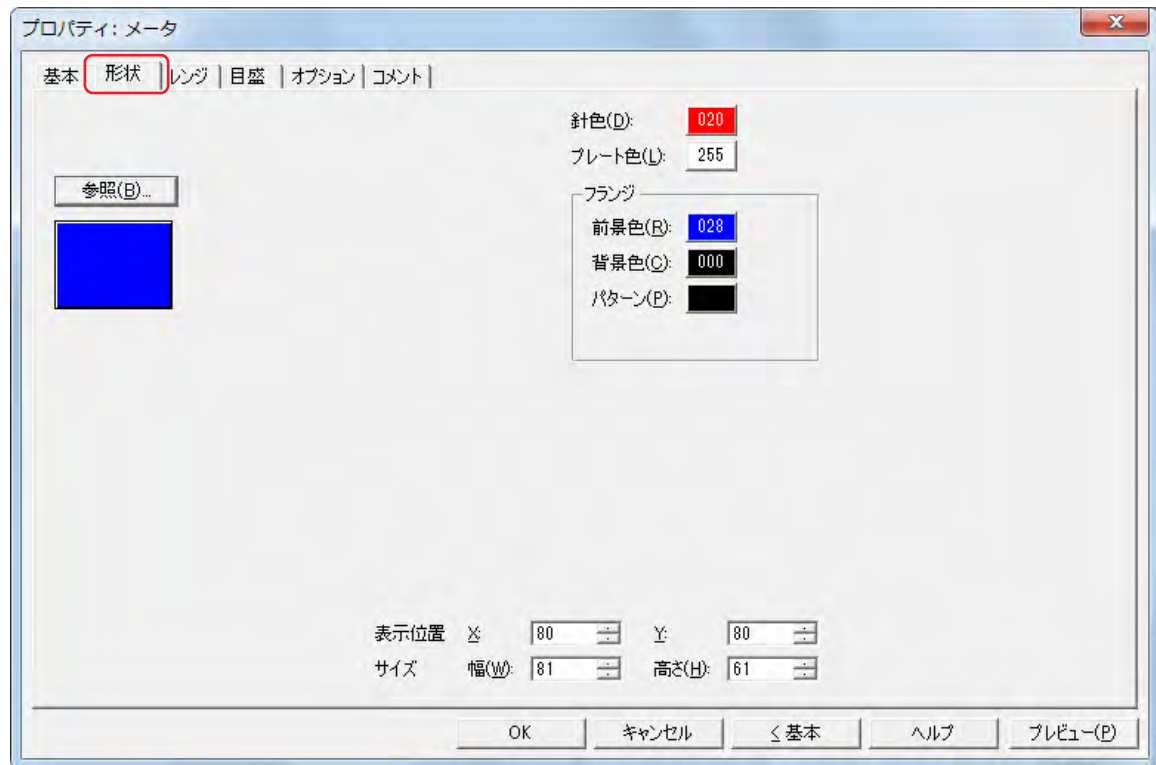 プロパティ: メータ
基本 形状 レンジ 目盛 オプション コメント
針色(D): 020
プレート色(L): 255
参照(B)...
フランジ
前景色(R): 028
背景色(C): 000
パターン(P):
表示位置 X: 80 Y: 80
サイズ 幅(W): 81 高さ(H): 61
OK キャンセル < 基本 ヘルプ プレビュー(P)